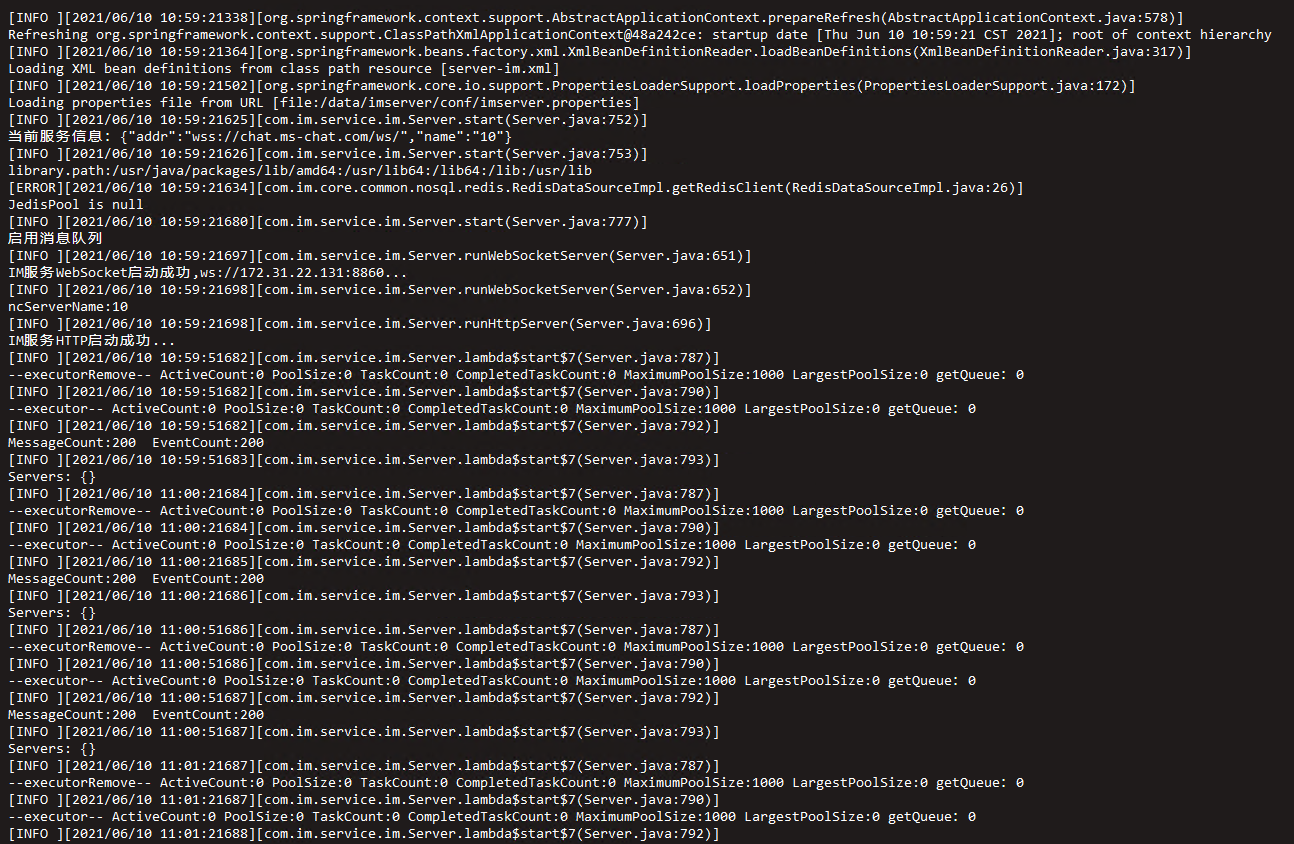 [INFO ][2021/06/10 10:59:21338][org.springframework.context.support.AbstractApplicationContext.prepareRefresh(AbstractApplicationContext.java:578)]
Refreshing org.springframework.context.support.ClassPathXmlApplicationContext@48a242ce: startup date [Thu Jun 10 10:59:21 CST 2021]; root of context hierarchy
[INFO ][2021/06/10 10:59:21364][org.springframework.beans.factory.xml.XmlBeanDefinitionReader.loadBeanDefinitions(XmlBeanDefinitionReader.java:317)]
Loading XML bean definitions from class path resource [server-im.xml]
[INFO ][2021/06/10 10:59:21502][org.springframework.core.io.support.PropertiesLoaderSupport.loadProperties(PropertiesLoaderSupport.java:172)]
Loading properties file from URL [file:/data/imserver/conf/imserver.properties]
[INFO ][2021/06/10 10:59:21625][com.im.service.im.Server.start(Server.java:752)]
当前服务信息: {"addr":"wss://chat.ms-chat.com/ws/","name":"10"}
[INFO ][2021/06/10 10:59:21626][com.im.service.im.Server.start(Server.java:753)]
library.path:/usr/java/packages/lib/amd64:/usr/lib64:/lib64:/lib:/usr/lib
[ERROR][2021/06/10 10:59:21634][com.im.core.common.nosql.redis.RedisDataSourceImpl.getRedisClient(RedisDataSourceImpl.java:26)]
JedisPool is null
[INFO ][2021/06/10 10:59:21680][com.im.service.im.Server.start(Server.java:777)]
启用消息队列
[INFO ][2021/06/10 10:59:21697][com.im.service.im.Server.runWebSocketServer(Server.java:651)]
IM服务WebSocket启动成功,ws://172.31.22.131:8860...
[INFO ][2021/06/10 10:59:21698][com.im.service.im.Server.runWebSocketServer(Server.java:652)]
ncServerName:10
[INFO ][2021/06/10 10:59:21698][com.im.service.im.Server.runHttpServer(Server.java:696)]
IM服务HTTP启动成功...
[INFO ][2021/06/10 10:59:51682][com.im.service.im.Server.lambda$start$7(Server.java:787)]
--executorRemove-- ActiveCount:0 PoolSize:0 TaskCount:0 CompletedTaskCount:0 MaximumPoolSize:1000 LargestPoolSize:0 getQueue: 0
[INFO ][2021/06/10 10:59:51682][com.im.service.im.Server.lambda$start$7(Server.java:790)]
--executor-- ActiveCount:0 PoolSize:0 TaskCount:0 CompletedTaskCount:0 MaximumPoolSize:1000 LargestPoolSize:0 getQueue: 0
[INFO ][2021/06/10 10:59:51682][com.im.service.im.Server.lambda$start$7(Server.java:792)]
MessageCount:200  EventCount:200
[INFO ][2021/06/10 10:59:51683][com.im.service.im.Server.lambda$start$7(Server.java:793)]
Servers: {}
[INFO ][2021/06/10 11:00:21684][com.im.service.im.Server.lambda$start$7(Server.java:787)]
--executorRemove-- ActiveCount:0 PoolSize:0 TaskCount:0 CompletedTaskCount:0 MaximumPoolSize:1000 LargestPoolSize:0 getQueue: 0
[INFO ][2021/06/10 11:00:21684][com.im.service.im.Server.lambda$start$7(Server.java:790)]
--executor-- ActiveCount:0 PoolSize:0 TaskCount:0 CompletedTaskCount:0 MaximumPoolSize:1000 LargestPoolSize:0 getQueue: 0
[INFO ][2021/06/10 11:00:21685][com.im.service.im.Server.lambda$start$7(Server.java:792)]
MessageCount:200  EventCount:200
[INFO ][2021/06/10 11:00:21686][com.im.service.im.Server.lambda$start$7(Server.java:793)]
Servers: {}
[INFO ][2021/06/10 11:00:51686][com.im.service.im.Server.lambda$start$7(Server.java:787)]
--executorRemove-- ActiveCount:0 PoolSize:0 TaskCount:0 CompletedTaskCount:0 MaximumPoolSize:1000 LargestPoolSize:0 getQueue: 0
[INFO ][2021/06/10 11:00:51686][com.im.service.im.Server.lambda$start$7(Server.java:790)]
--executor-- ActiveCount:0 PoolSize:0 TaskCount:0 CompletedTaskCount:0 MaximumPoolSize:1000 LargestPoolSize:0 getQueue: 0
[INFO ][2021/06/10 11:00:51687][com.im.service.im.Server.lambda$start$7(Server.java:792)]
MessageCount:200  EventCount:200
[INFO ][2021/06/10 11:00:51687][com.im.service.im.Server.lambda$start$7(Server.java:793)]
Servers: {}
[INFO ][2021/06/10 11:01:21687][com.im.service.im.Server.lambda$start$7(Server.java:787)]
--executorRemove-- ActiveCount:0 PoolSize:0 TaskCount:0 CompletedTaskCount:0 MaximumPoolSize:1000 LargestPoolSize:0 getQueue: 0
[INFO ][2021/06/10 11:01:21687][com.im.service.im.Server.lambda$start$7(Server.java:790)]
--executor-- ActiveCount:0 PoolSize:0 TaskCount:0 CompletedTaskCount:0 MaximumPoolSize:1000 LargestPoolSize:0 getQueue: 0
[INFO ][2021/06/10 11:01:21688][com.im.service.im.Server.lambda$start$7(Server.java:792)]